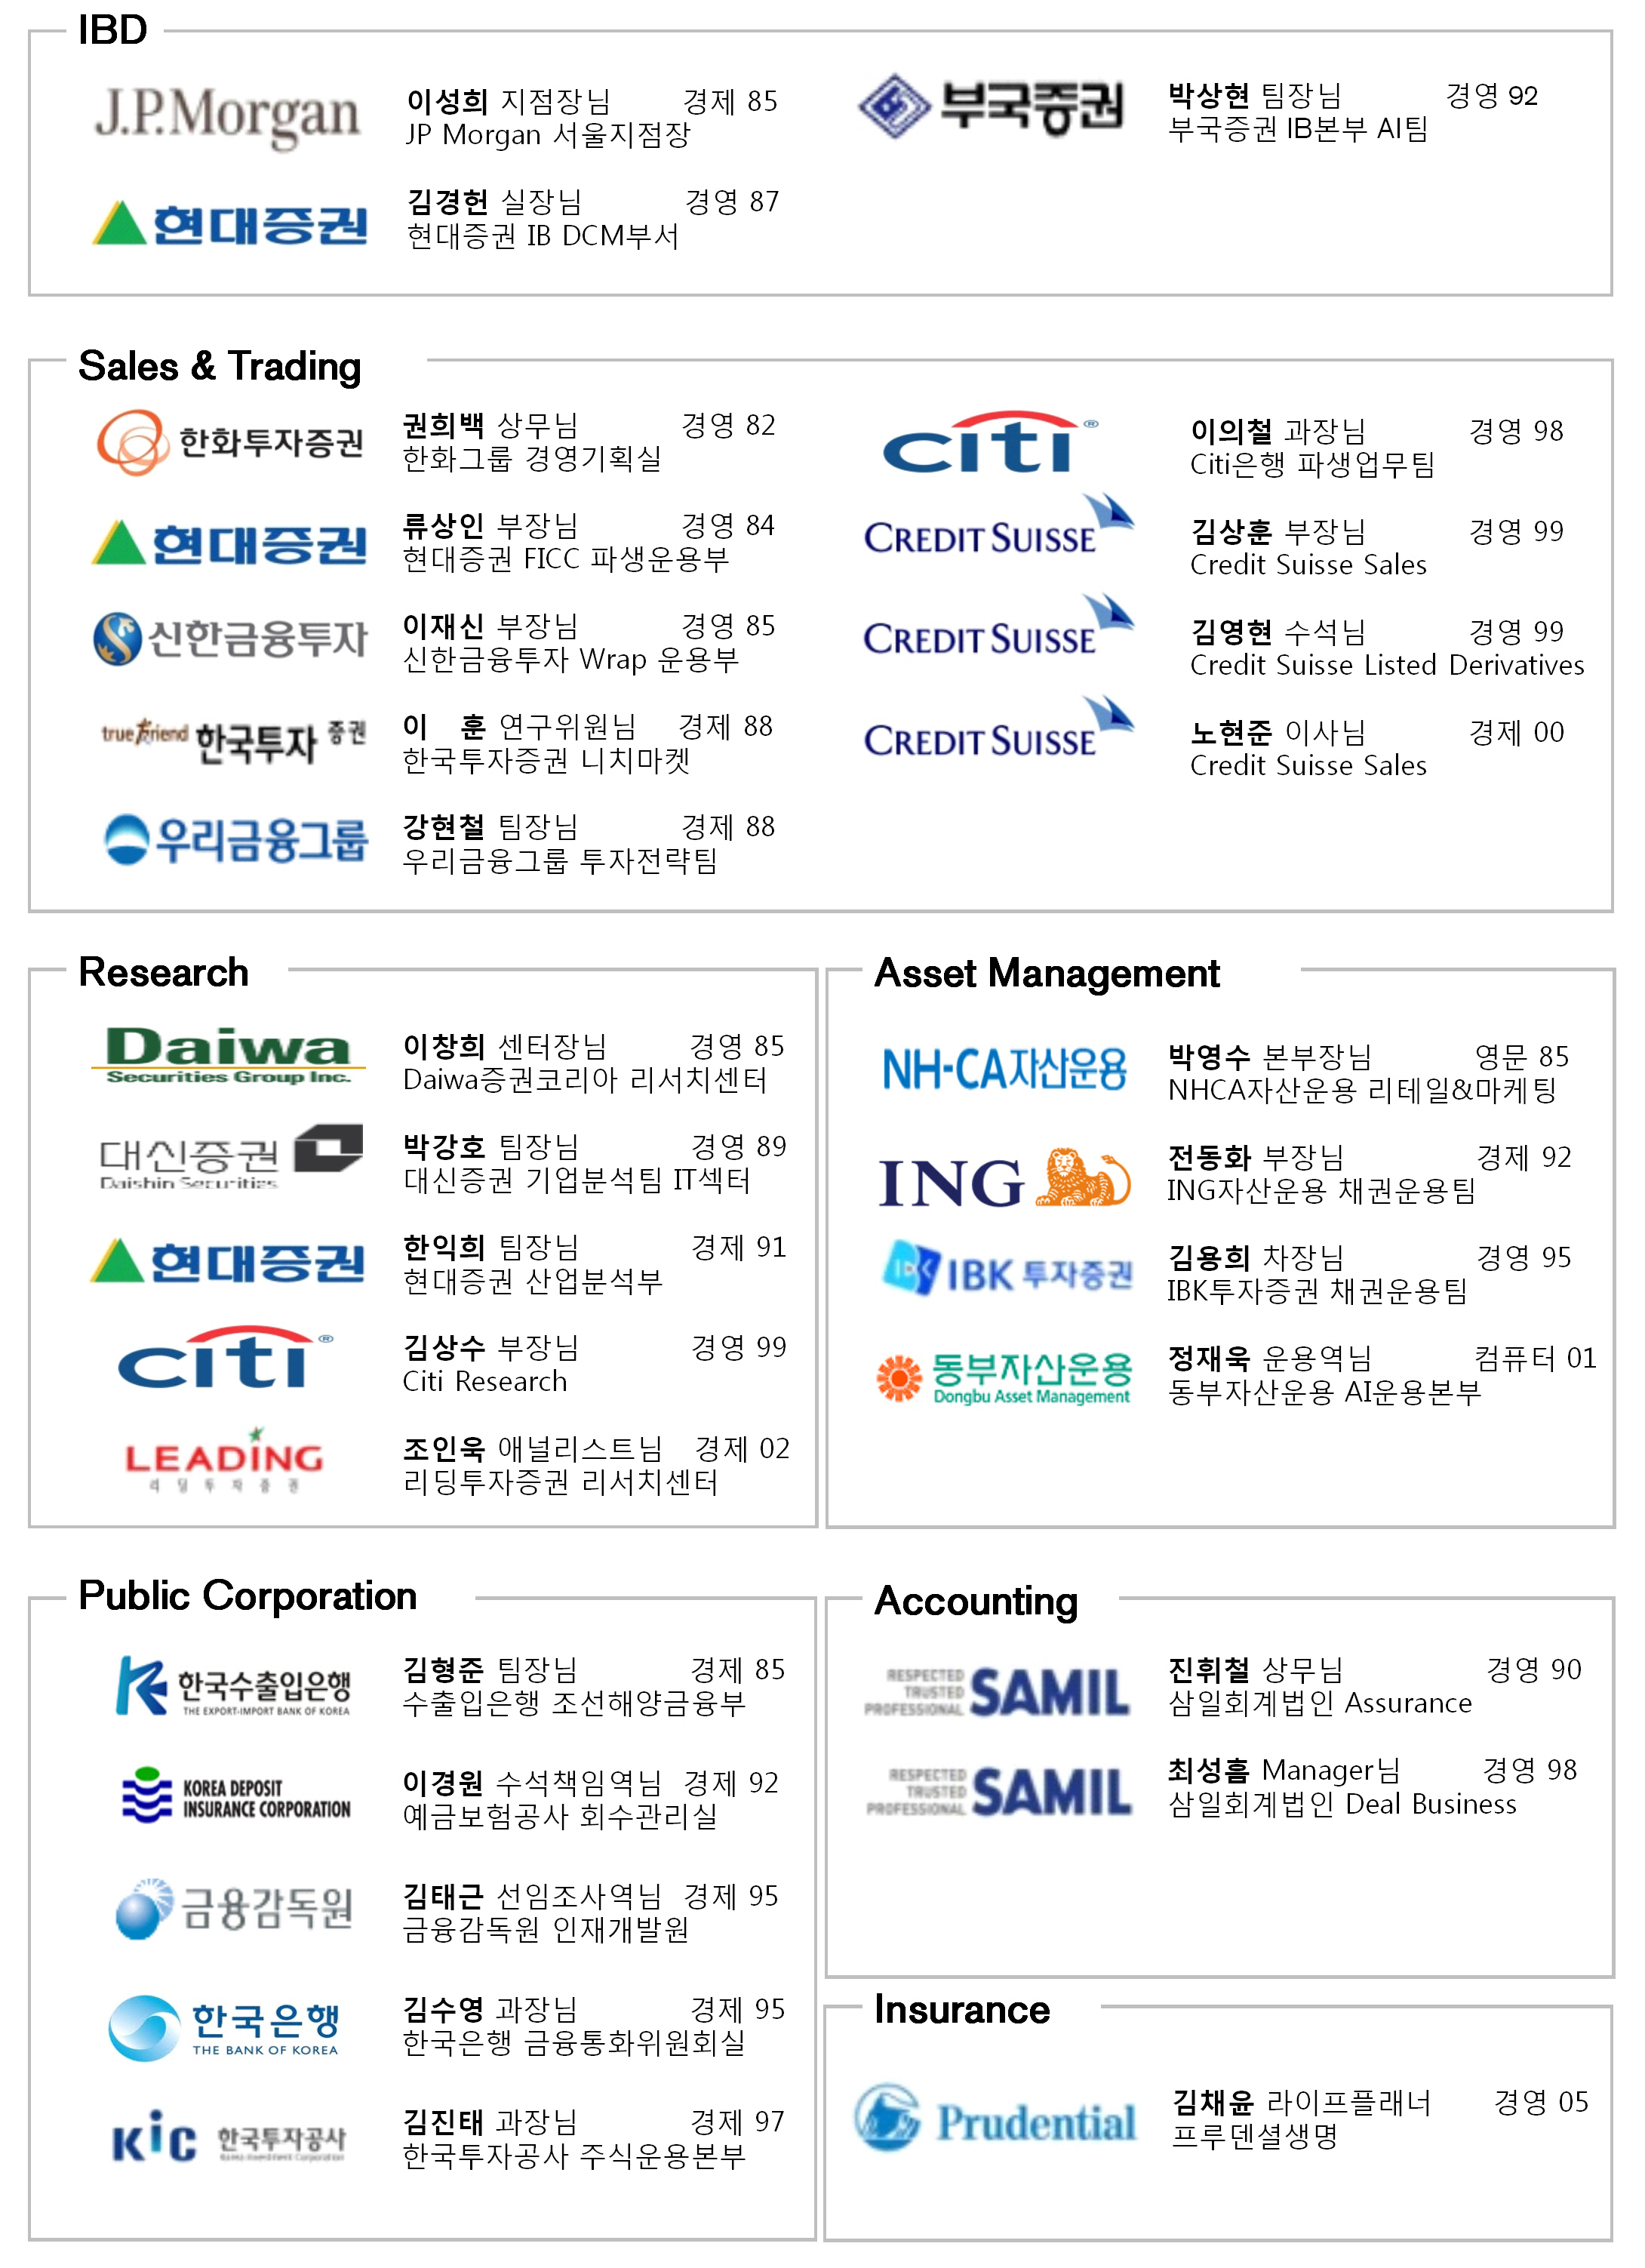 IBD
J.P.Morgan
이성희 지점장님 경제 85
JP Morgan 서울지점장
현대증권
김경헌 실장님 경영 87
현대증권 IB DCM부서
부국증권
박상현 팀장님 경영 92
부국증권 IB본부 AI팀
Sales & Trading
한화투자증권
권희백 상무님 경영 82
한화그룹 경영기획실
현대증권
류상인 부장님 경영 84
현대증권 FICC 파생운용부
신한금융투자
이재신 부장님 경영 85
신한금융투자 Wrap 운용부
true friend 한국투자 증권
이 훈 연구위원님 경제 88
한국투자증권 니치마켓
우리금융그룹
강현철 팀장님 경제 88
우리금융그룹 투자전략팀
citi®
이의철 과장님 경영 98
Citi은행 파생업무팀
CREDIT SUISSE
김상훈 부장님 경영 99
Credit Suisse Sales
CREDIT SUISSE
김영현 수석님 경영 99
Credit Suisse Listed Derivatives
CREDIT SUISSE
노현준 이사님 경제 00
Credit Suisse Sales
Research
Daiwa
Securities Group Inc.
이창희 센터장님 경영 85
Daiwa증권코리아 리서치센터
대신증권
Daishin Securities
박강호 팀장님 경영 89
대신증권 기업분석팀 IT섹터
현대증권
한익희 팀장님 경제 91
현대증권 산업분석부
citi®
김상수 부장님 경영 99
Citi Research
LEADING
리딩투자증권
조인욱 애널리스트님 경제 02
리딩투자증권 리서치센터
Asset Management
NH-CA자산운용
박영수 본부장님 영문 85
NHCA자산운용 리테일&마케팅
ING
전동화 부장님 경제 92
ING자산운용 채권운용팀
IBK 투자증권
김용희 차장님 경영 95
IBK투자증권 채권운용팀
동부자산운용
Dongbu Asset Management
정재욱 운용역님 컴퓨터 01
동부자산운용 AI운용본부
Public Corporation
한국수출입은행
THE EXPORT-IMPORT BANK OF KOREA
김형준 팀장님 경제 85
수출입은행 조선해양금융부
KOREA DEPOSIT
INSURANCE CORPORATION
이경원 수석책임역님 경제 92
예금보험공사 회수관리실
금융감독원
김태근 선임조사역님 경제 95
금융감독원 인재개발원
한국은행
THE BANK OF KOREA
김수영 과장님 경제 95
한국은행 금융통화위원회실
KIC 한국투자공사
Korea Investment Corporation
김진태 과장님 경제 97
한국투자공사 주식운용본부
Accounting
RESPECTED
TRUSTED
PROFESSIONAL SAMIL
진휘철 상무님 경영 90
삼일회계법인 Assurance
RESPECTED
TRUSTED
PROFESSIONAL SAMIL
최성흠 Manager님 경영 98
삼일회계법인 Deal Business
Insurance
Prudential
김채윤 라이프플래너 경영 05
프루덴셜생명